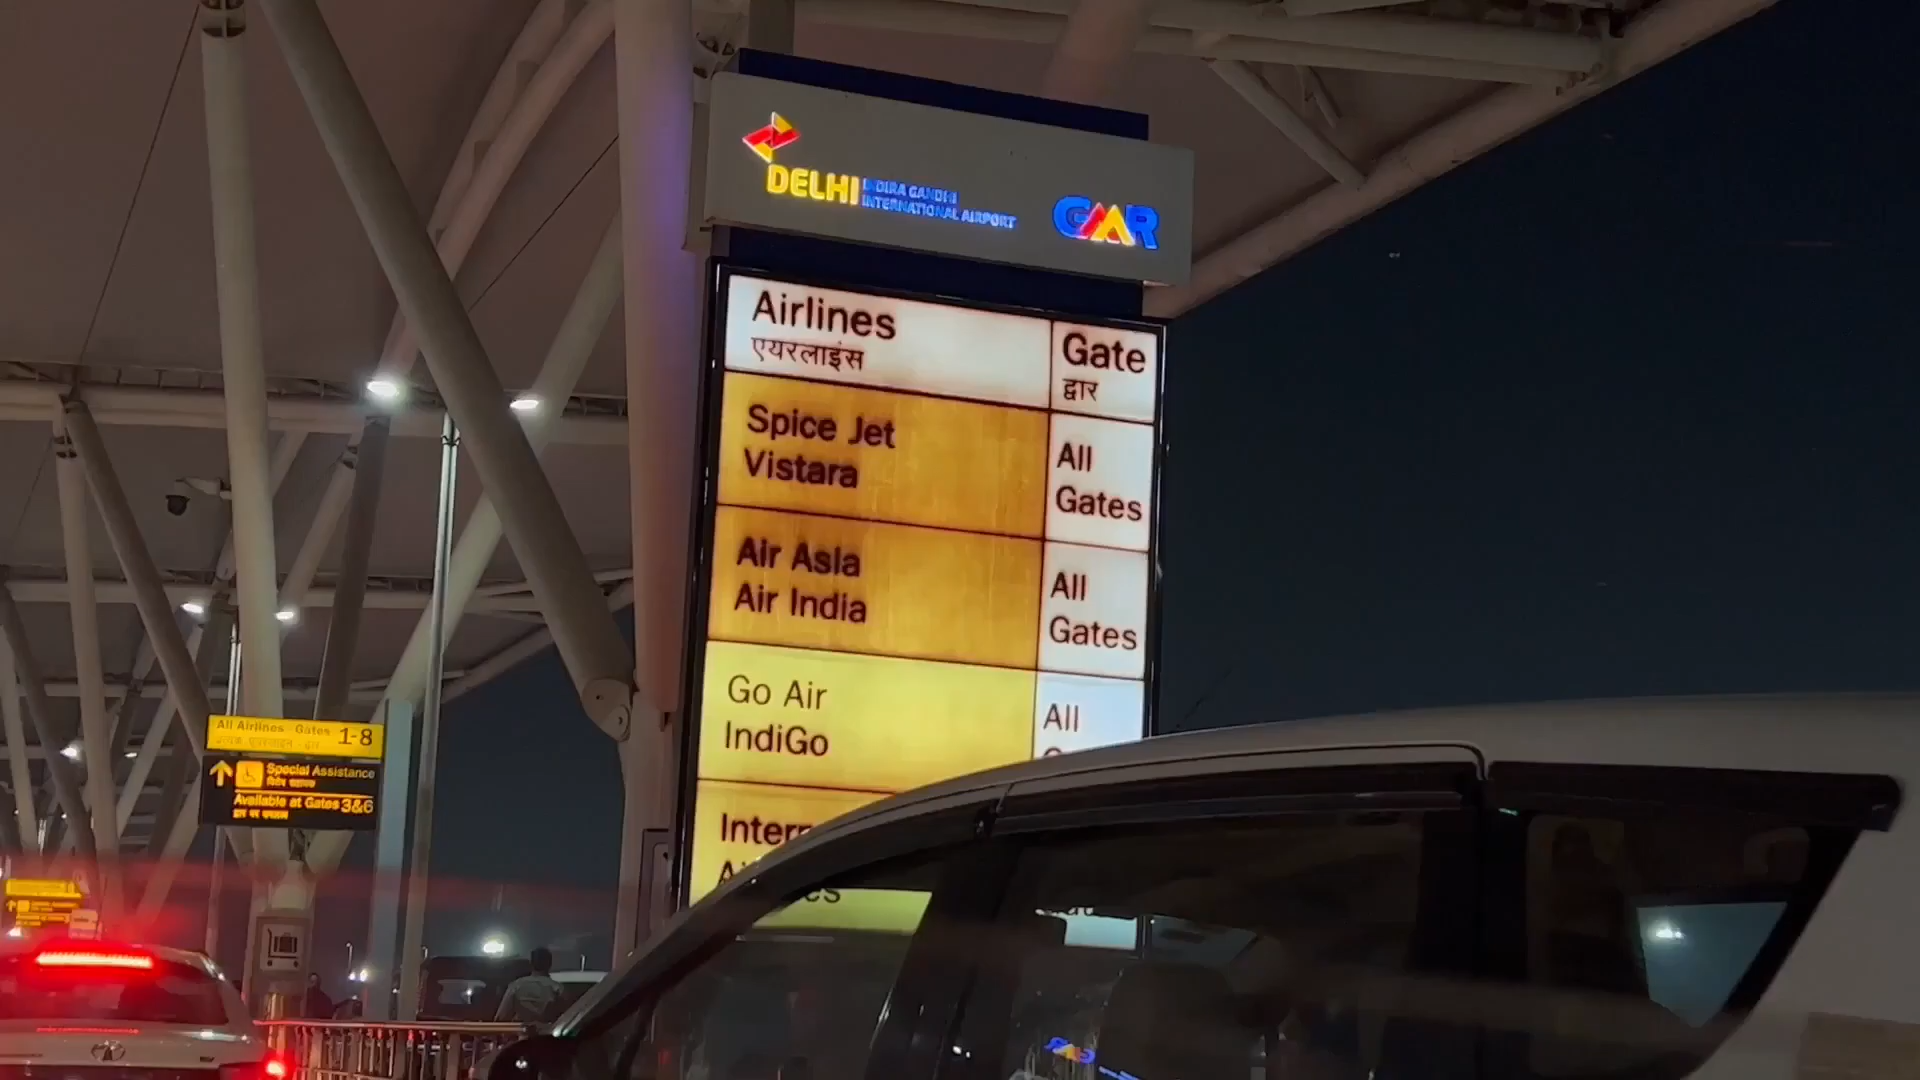 DELHI INDIRA GANDHI
INTERNATIONAL AIRPORT
GMR
Airlines
एयरलाइंस
Gate
द्वार
Spice Jet
Vistara
All
Gates
Air Asia
Air India
All
Gates
Go Air
IndiGo
All
All Airlines - Gates 1-8
Special Assistance
Available at Gates 3&6